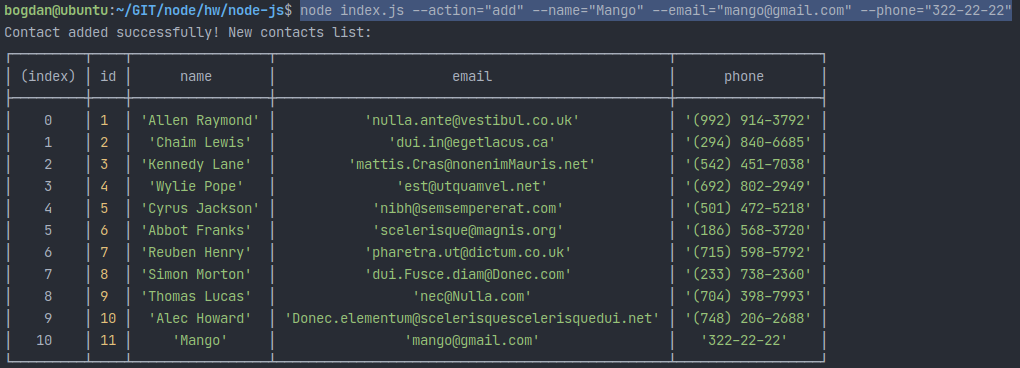 bogdan@ubuntu:~/GIT/node/hw/node-js$ node index.js --action="add" --name="Mango" --email="mango@gmail.com" --phone="322-22-22"
Contact added successfully! New contacts list:
(index) id name email phone
0 1 'Allen Raymond' 'nulla.ante@vestibul.co.uk' '(992) 914-3792'
1 2 'Chaim Lewis' 'dui.in@egetlacus.ca' '(294) 840-6685'
2 3 'Kennedy Lane' 'mattis.Cras@nonenimMauris.net' '(542) 451-7038'
3 4 'Wylie Pope' 'est@utquamvel.net' '(692) 802-2949'
4 5 'Cyrus Jackson' 'nibh@semsempererat.com' '(501) 472-5218'
5 6 'Abbot Franks' 'scelerisque@magnis.org' '(186) 568-3720'
6 7 'Reuben Henry' 'pharetra.ut@dictum.co.uk' '(715) 598-5792'
7 8 'Simon Morton' 'dui.Fusce.diam@Donec.com' '(233) 738-2360'
8 9 'Thomas Lucas' 'nec@Nulla.com' '(704) 398-7993'
9 10 'Alec Howard' 'Donec.elementum@scelerisquescelerisquedui.net' '(748) 206-2688'
10 11 'Mango' 'mango@gmail.com' '322-22-22'